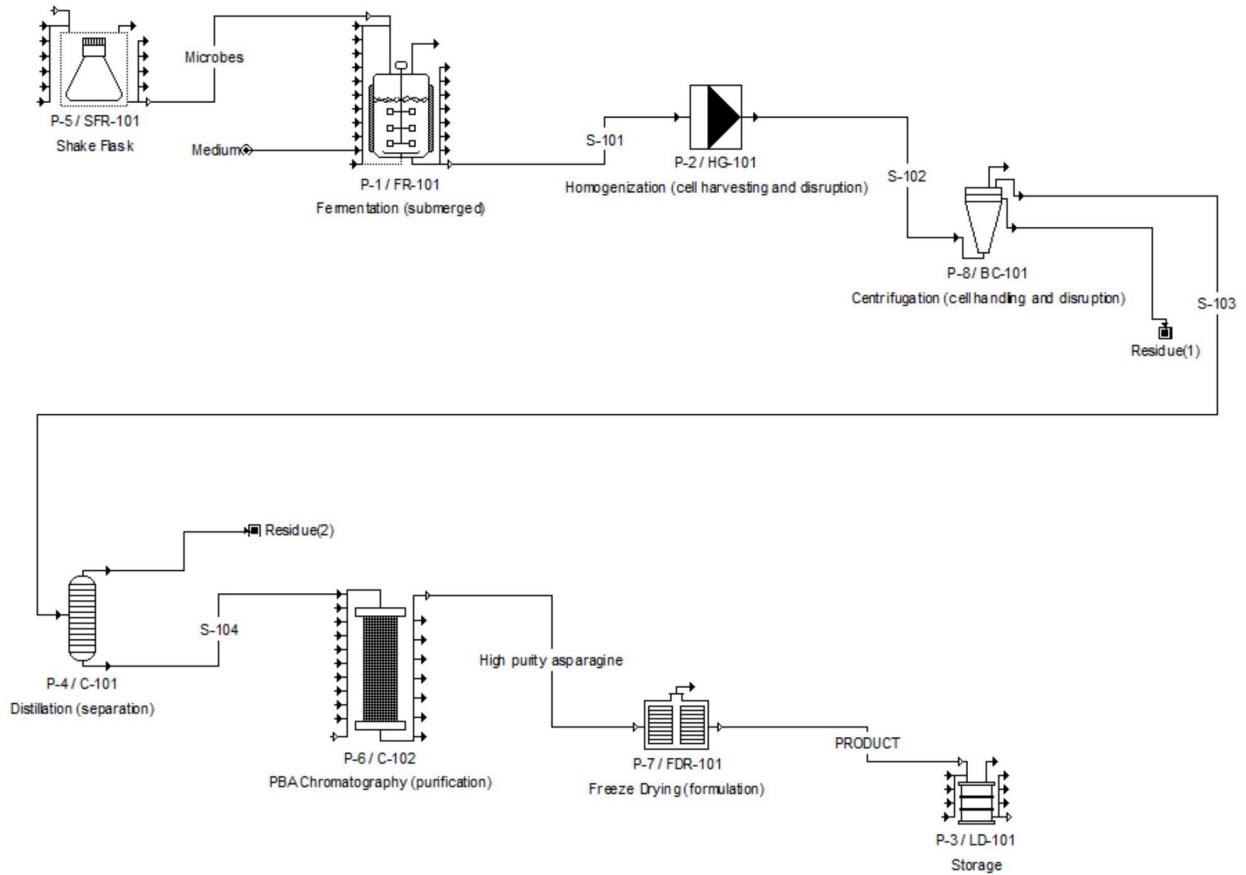 Microbes
P-5 / SFR-101
Shake Flask
Medium
P-1 / FR-101
Fermentation (submerged)
S-101
P-2 / HG-101
Homogenization (cell harvesting and disruption)
S-102
P-8 / BC-101
Centrifugation (cell handling and disruption)
S-103
Residue(1)
Residue(2)
S-104
P-4 / C-101
Distillation (separation)
P-6 / C-102
PBA Chromatography (purification)
High purity asparagine
P-7 / FDR-101
Freeze Drying (formulation)
PRODUCT
P-3 / LD-101
Storage